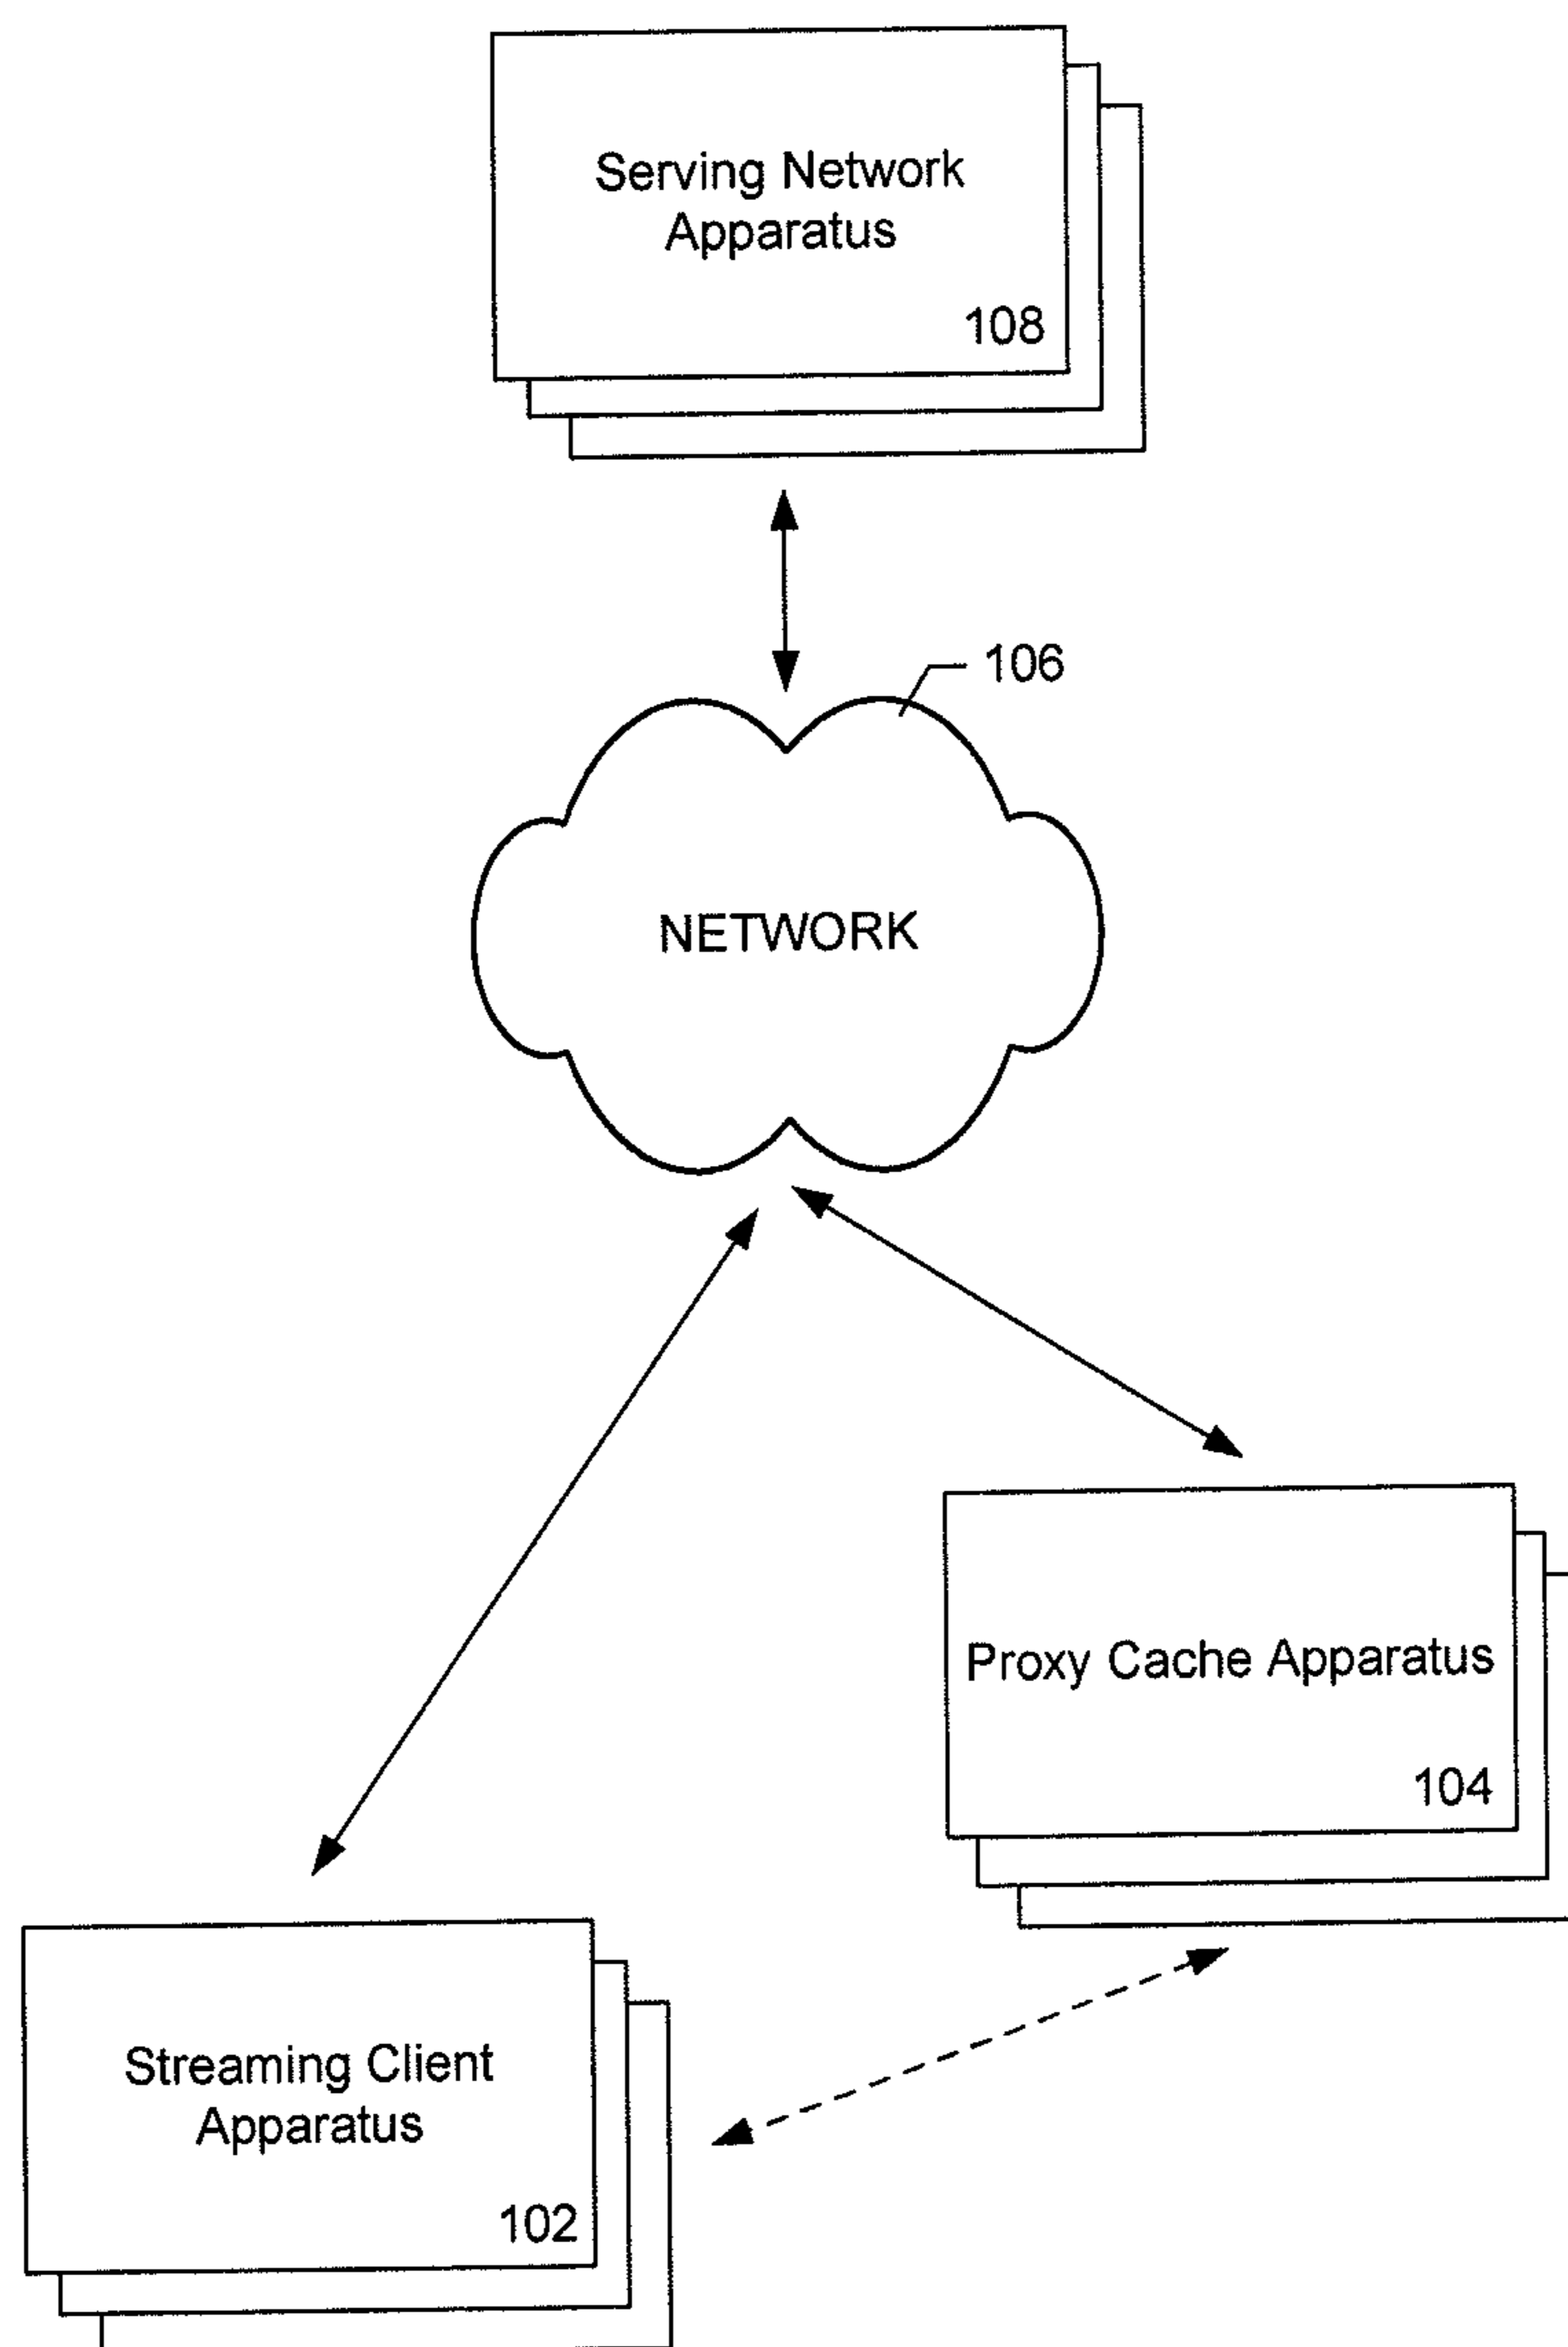 Serving Network
Apparatus
108
106
NETWORK
Proxy Cache Apparatus
104
Streaming Client
Apparatus
102